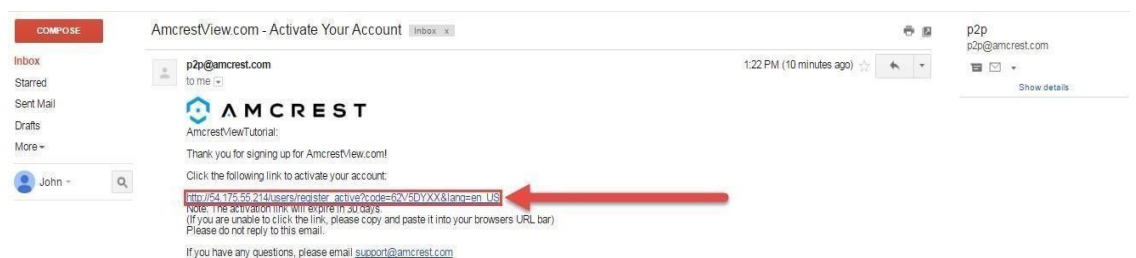 COMPOSE
Inbox
Starred
Sent Mail
Drafts
More
John
AmcrestView.com - Activate Your Account Inbox x
p2p@amcrest.com
to me
1:22 PM (10 minutes ago)
AMCREST
AmcrestViewTutorial:
Thank you for signing up for AmcrestView.com!
Click the following link to activate your account:
http://54.175.55.214/users/register_active?code=62V5DYXX&lang=en_US
Note: The activation link will expire in 30 days.
(If you are unable to click the link, please copy and paste it into your browsers URL bar)
Please do not reply to this email.
If you have any questions, please email support@amcrest.com
p2p
p2p@amcrest.com
Show details